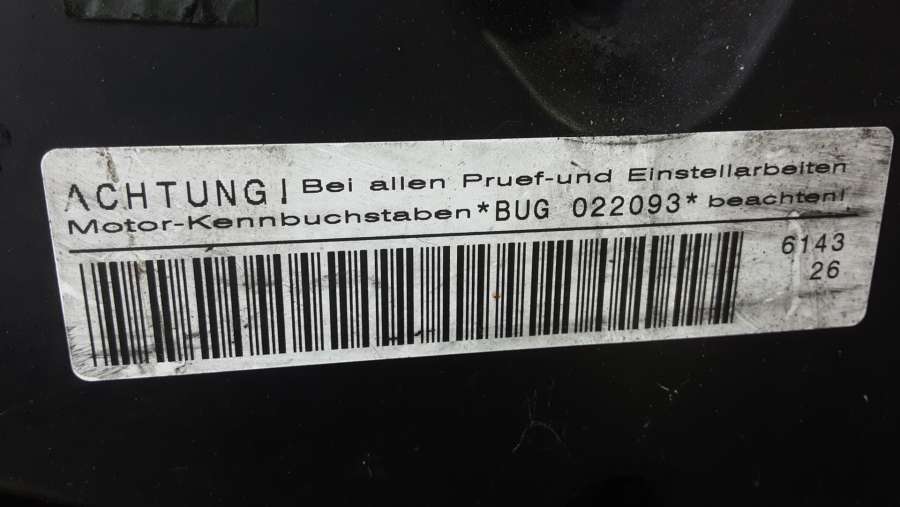 ACHTUNG! Bei allen Pruef-und Einstellarbeiten
Motor-Kennbuchstaben *BUG 022093* beachten!
6143
26